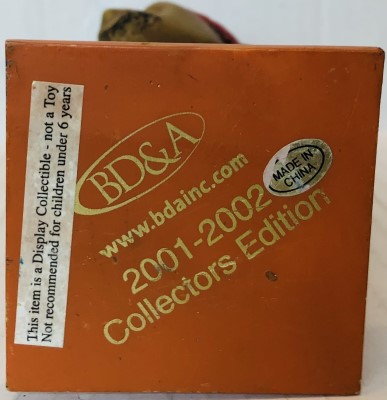 This item is a Display Collectible - not a Toy
Not recommended for children under 6 years
BD&A
www.bdainc.com
2001-2002
Collectors Edition
MADE IN
CHINA